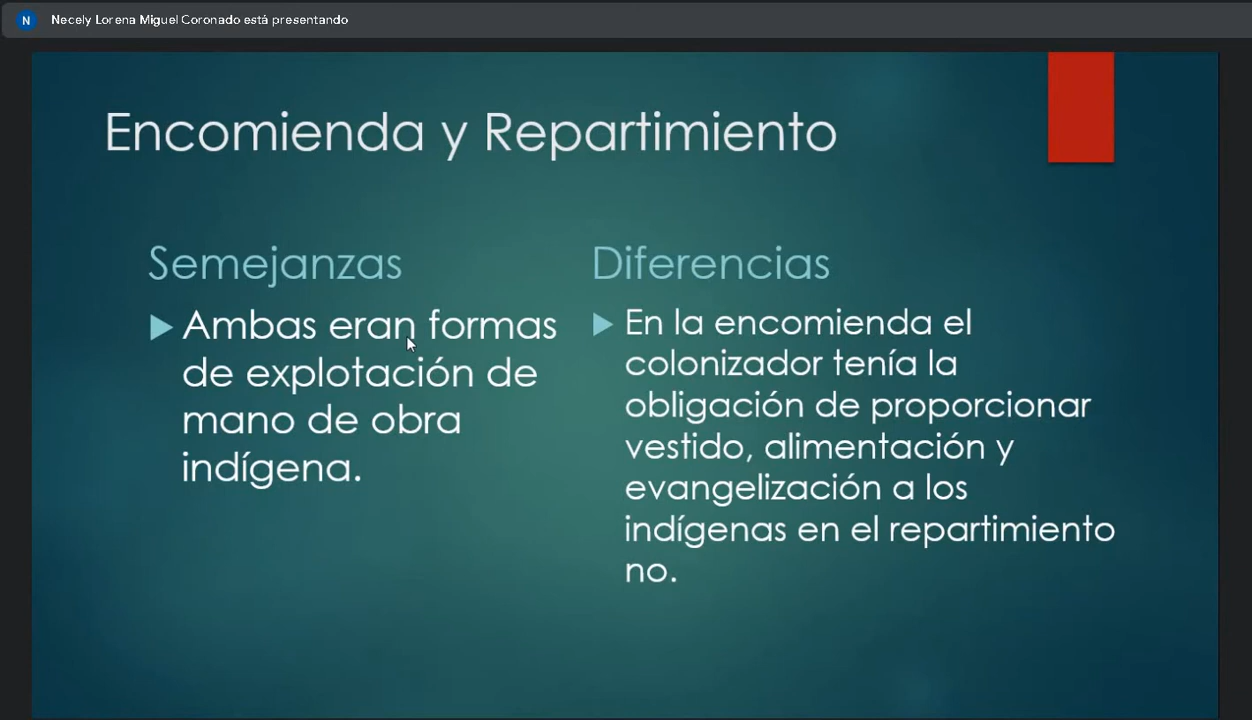 N Necely Lorena Miguel Coronado está presentando
Encomienda y Repartimiento
Semejanzas
Ambas eran formas
de explotación de
mano de obra
indígena.
Diferencias
En la encomienda el
colonizador tenía la
obligación de proporcionar
vestido, alimentación y
evangelización a los
indígenas en el repartimiento
no.